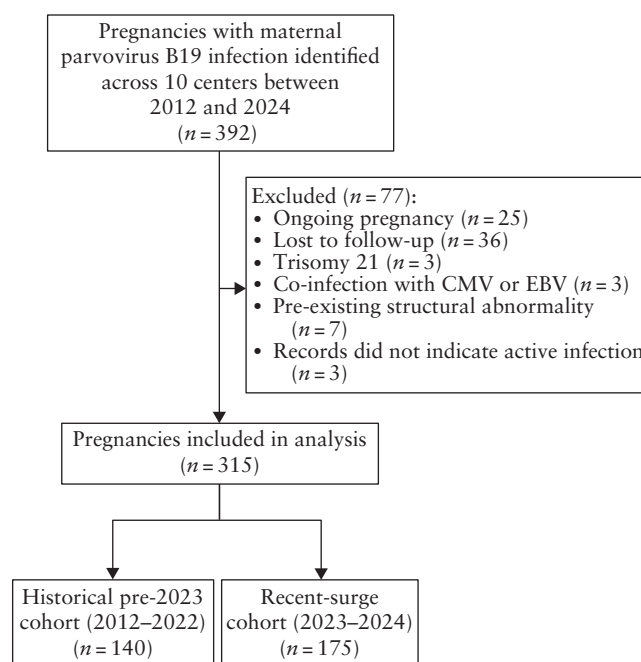 Pregnancies with maternal
parvovirus B19 infection identified
across 10 centers between
2012 and 2024
(n = 392)
Excluded (n = 77):
• Ongoing pregnancy (n = 25)
• Lost to follow-up (n = 36)
• Trisomy 21 (n = 3)
• Co-infection with CMV or EBV (n = 3)
• Pre-existing structural abnormality
(n = 7)
• Records did not indicate active infection
(n = 3)
Pregnancies included in analysis
(n = 315)
Historical pre-2023
cohort (2012–2022)
(n = 140)
Recent-surge
cohort (2023–2024)
(n = 175)